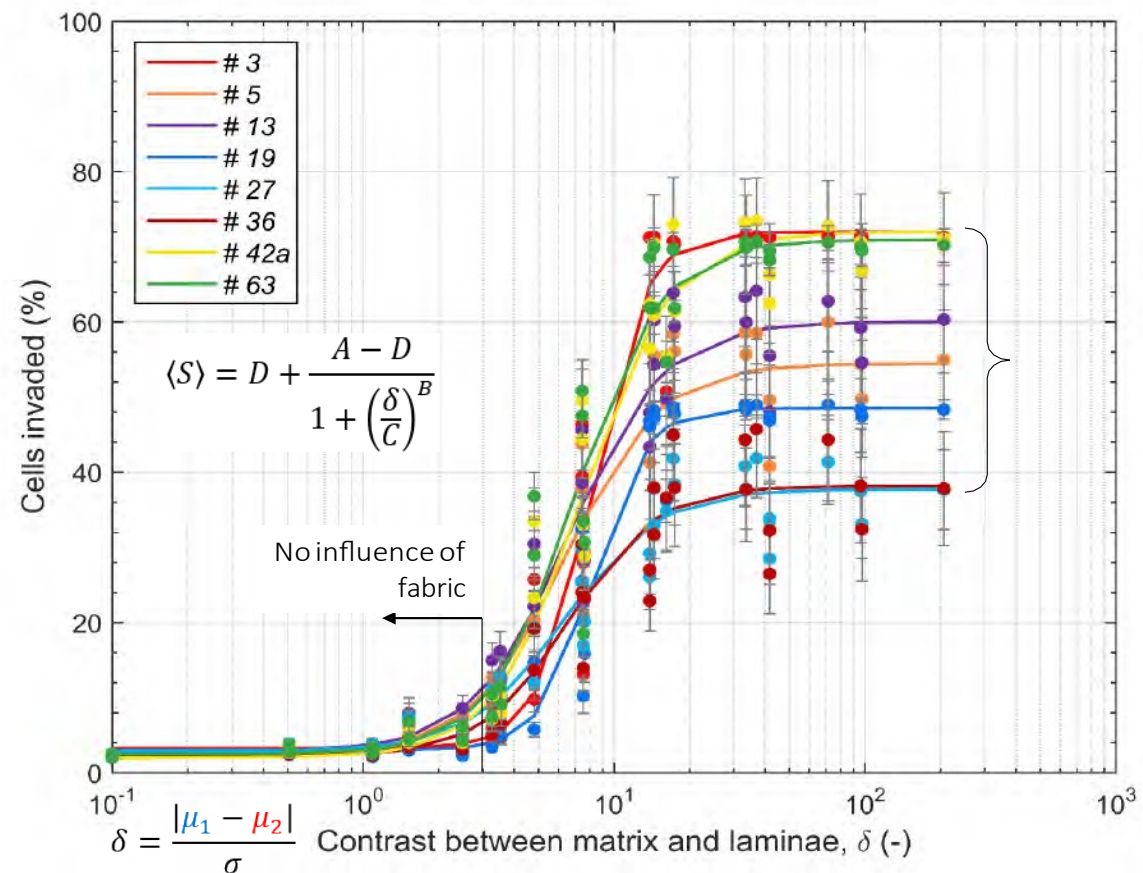 100
80
60
40
20
0
Cells invaded (%)
# 3
# 5
# 13
# 19
# 27
# 36
# 42a
# 63
⟨S⟩ = D + (A − D) / (1 + (δ/C)^B)
No influence of
fabric
10^-1
10^0
10^1
10^2
10^3
δ = |μ₁ − μ₂| / σ
Contrast between matrix and laminae, δ (-)